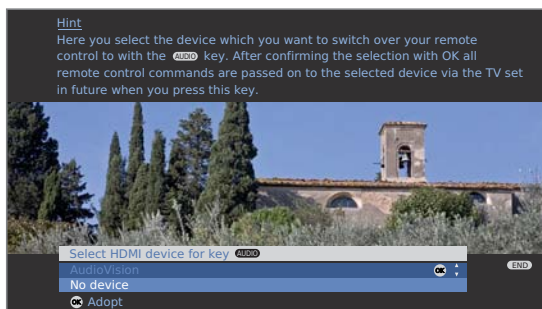 Hint
Here you select the device which you want to switch over your remote
control to with the AUDIO key. After confirming the selection with OK all
remote control commands are passed on to the selected device via the TV set
in future when you press this key.
Select HDMI device for key AUDIO
AudioVision OK
END
No device
OK Adopt